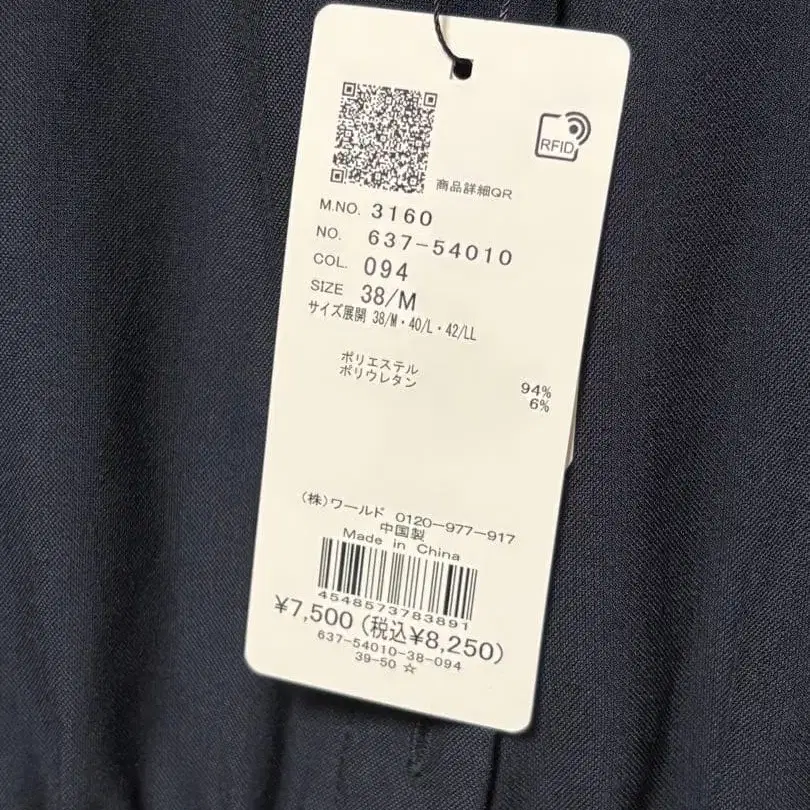 RFID
商品詳細QR
M.NO. 3160
NO. 637-54010
COL. 094
SIZE 38/M
サイズ展開 38/M・40/L・42/LL
ポリエステル 94%
ポリウレタン 6%
(株)ワールド 0120-977-917
中国製
Made in China
4548573783891
¥7,500(税込¥8,250)
637-54010-38-094
39-50 ☆